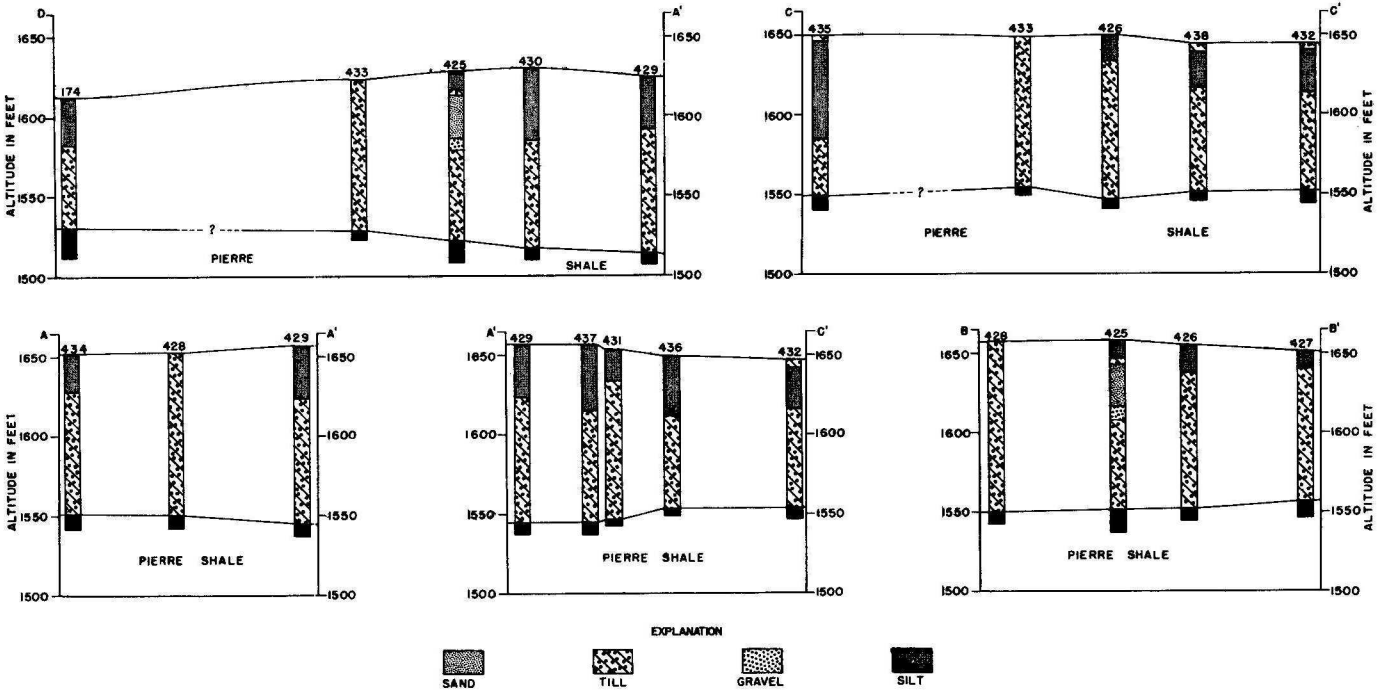 D A'
1650 1650
1600 1600
1550 1550
1500 1500
ALTITUDE IN FEET
174 433 425 430 429
?
PIERRE SHALE
C C'
1650 1650
1600 1600
1550 1550
1500 1500
ALTITUDE IN FEET
435 433 426 438 432
?
PIERRE SHALE
A A'
1650 1650
1600 1600
1550 1550
1500 1500
ALTITUDE IN FEET
434 428 429
PIERRE SHALE
A' C'
1650 1650
1600 1600
1550 1550
1500 1500
429 437 431 436 432
PIERRE SHALE
B B'
1650 1650
1600 1600
1550 1550
1500 1500
ALTITUDE IN FEET
428 425 426 427
PIERRE SHALE
EXPLANATION
SAND TILL GRAVEL SILT